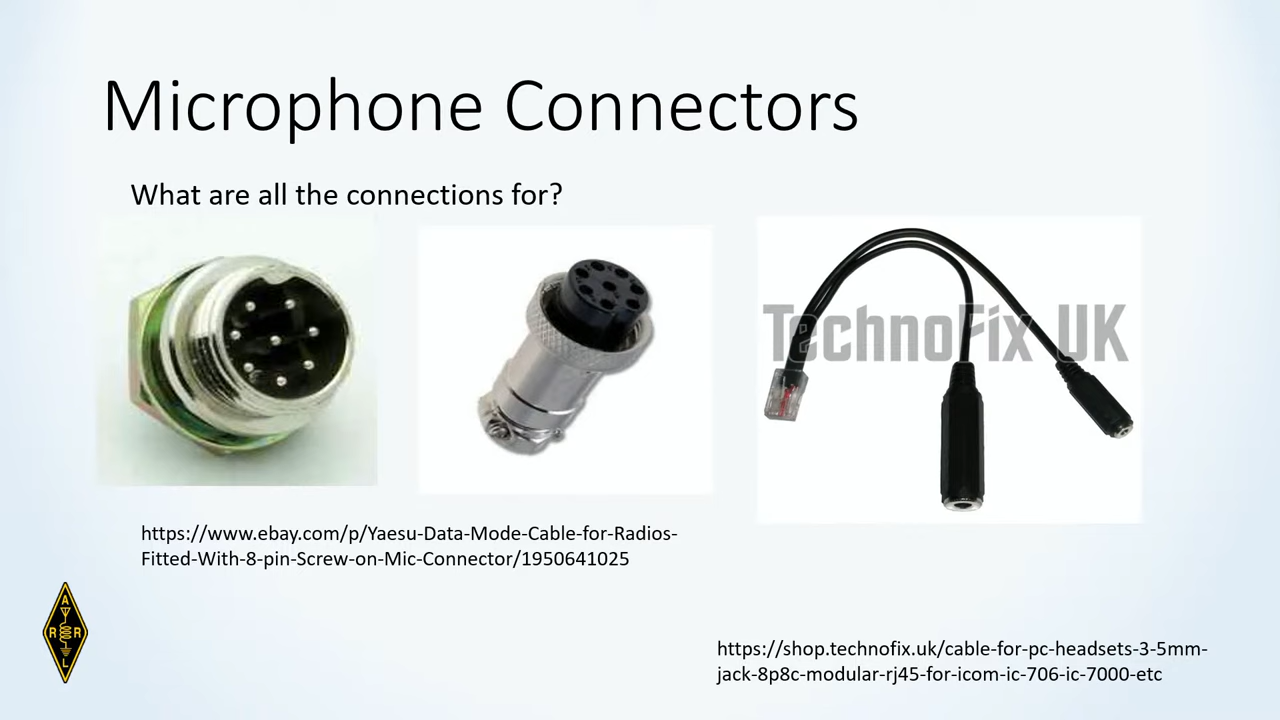 Microphone Connectors
What are all the connections for?
TechnoFix UK
https://www.ebay.com/p/Yaesu-Data-Mode-Cable-for-Radios-
Fitted-With-8-pin-Screw-on-Mic-Connector/1950641025
A
R R
L
https://shop.technofix.uk/cable-for-pc-headsets-3-5mm-
jack-8p8c-modular-rj45-for-icom-ic-706-ic-7000-etc